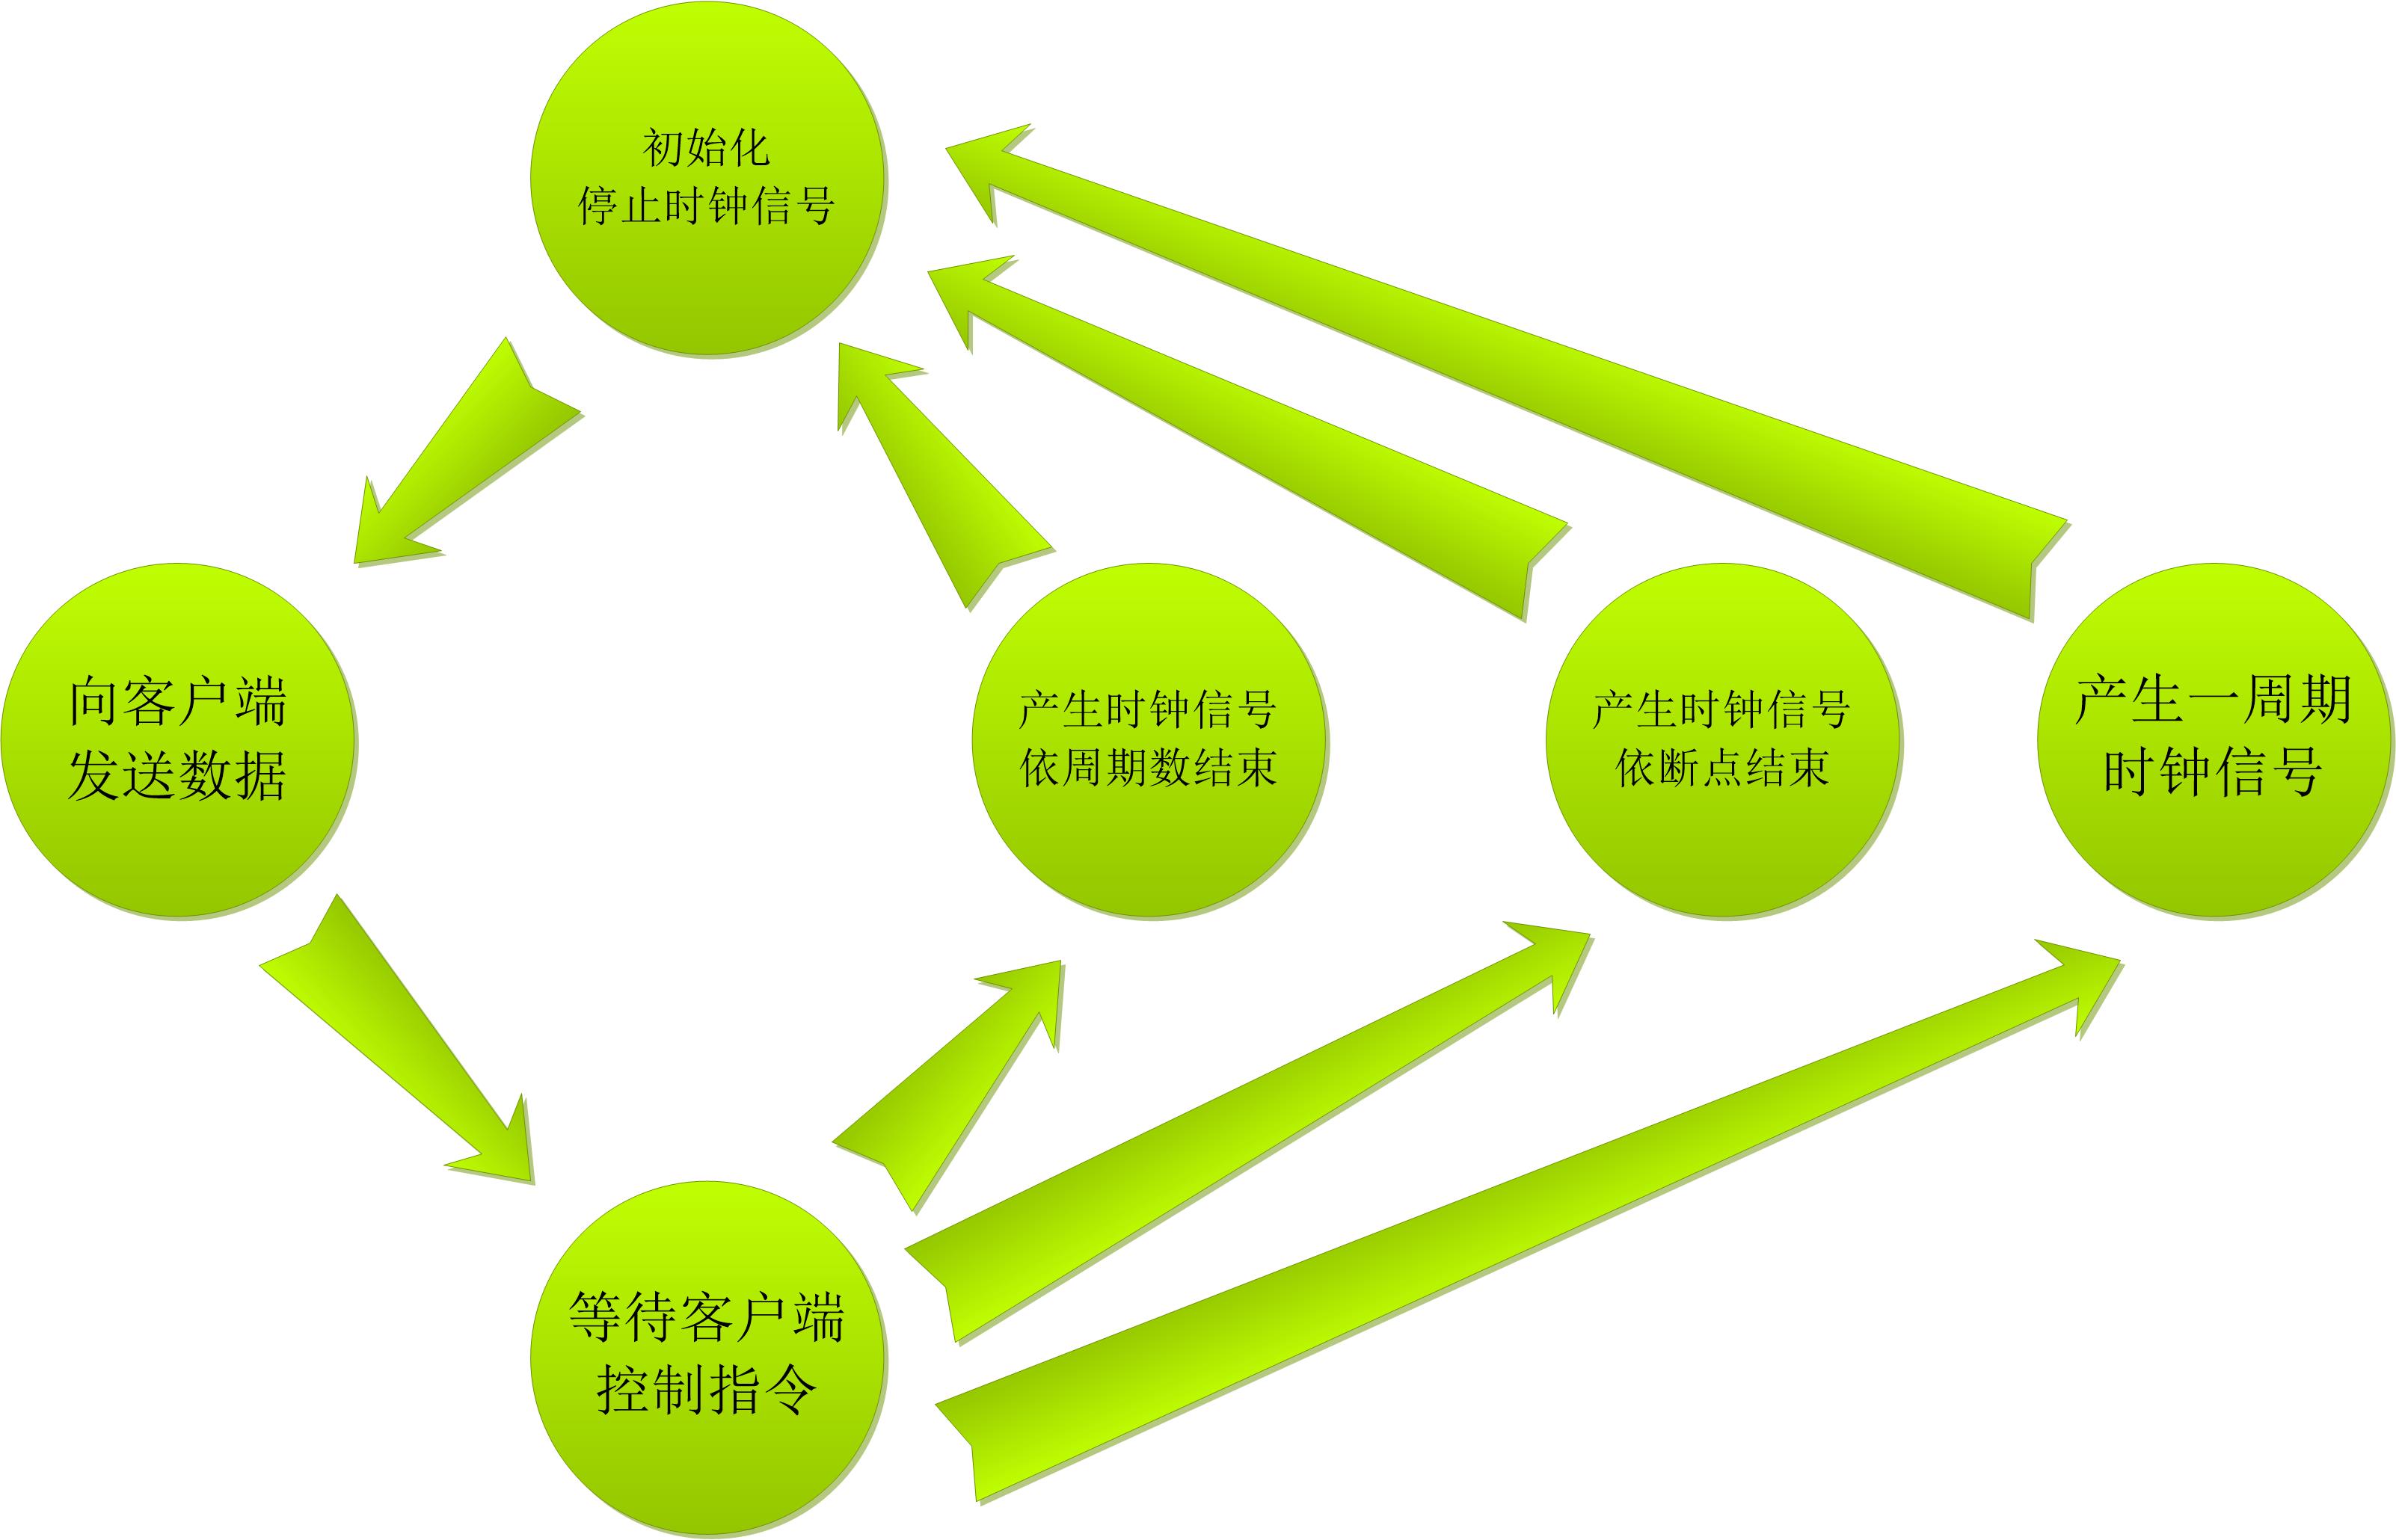 初始化
停止时钟信号
向客户端
发送数据
产生时钟信号
依周期数结束
产生时钟信号
依断点结束
产生一周期
时钟信号
等待客户端
控制指令